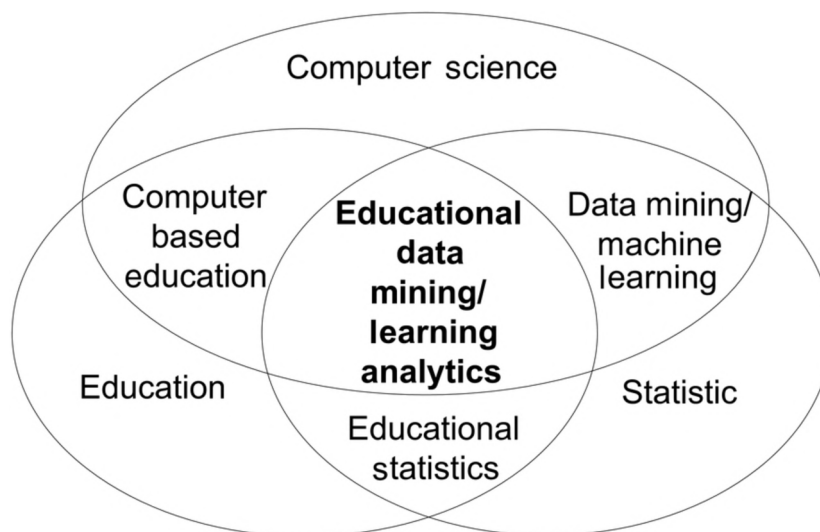 Computer science
Computer
based
education
Educational
data
mining/
learning
analytics
Data mining/
machine
learning
Education
Statistic
Educational
statistics